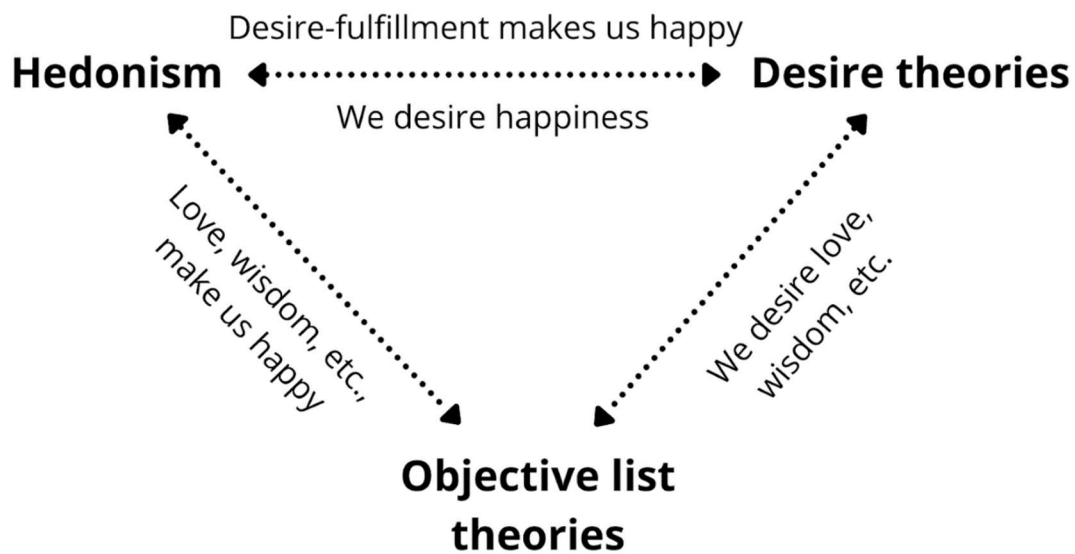 Desire-fulfillment makes us happy
Hedonism
Desire theories
We desire happiness
Love, wisdom, etc.,
make us happy
We desire love,
wisdom, etc.
Objective list
theories